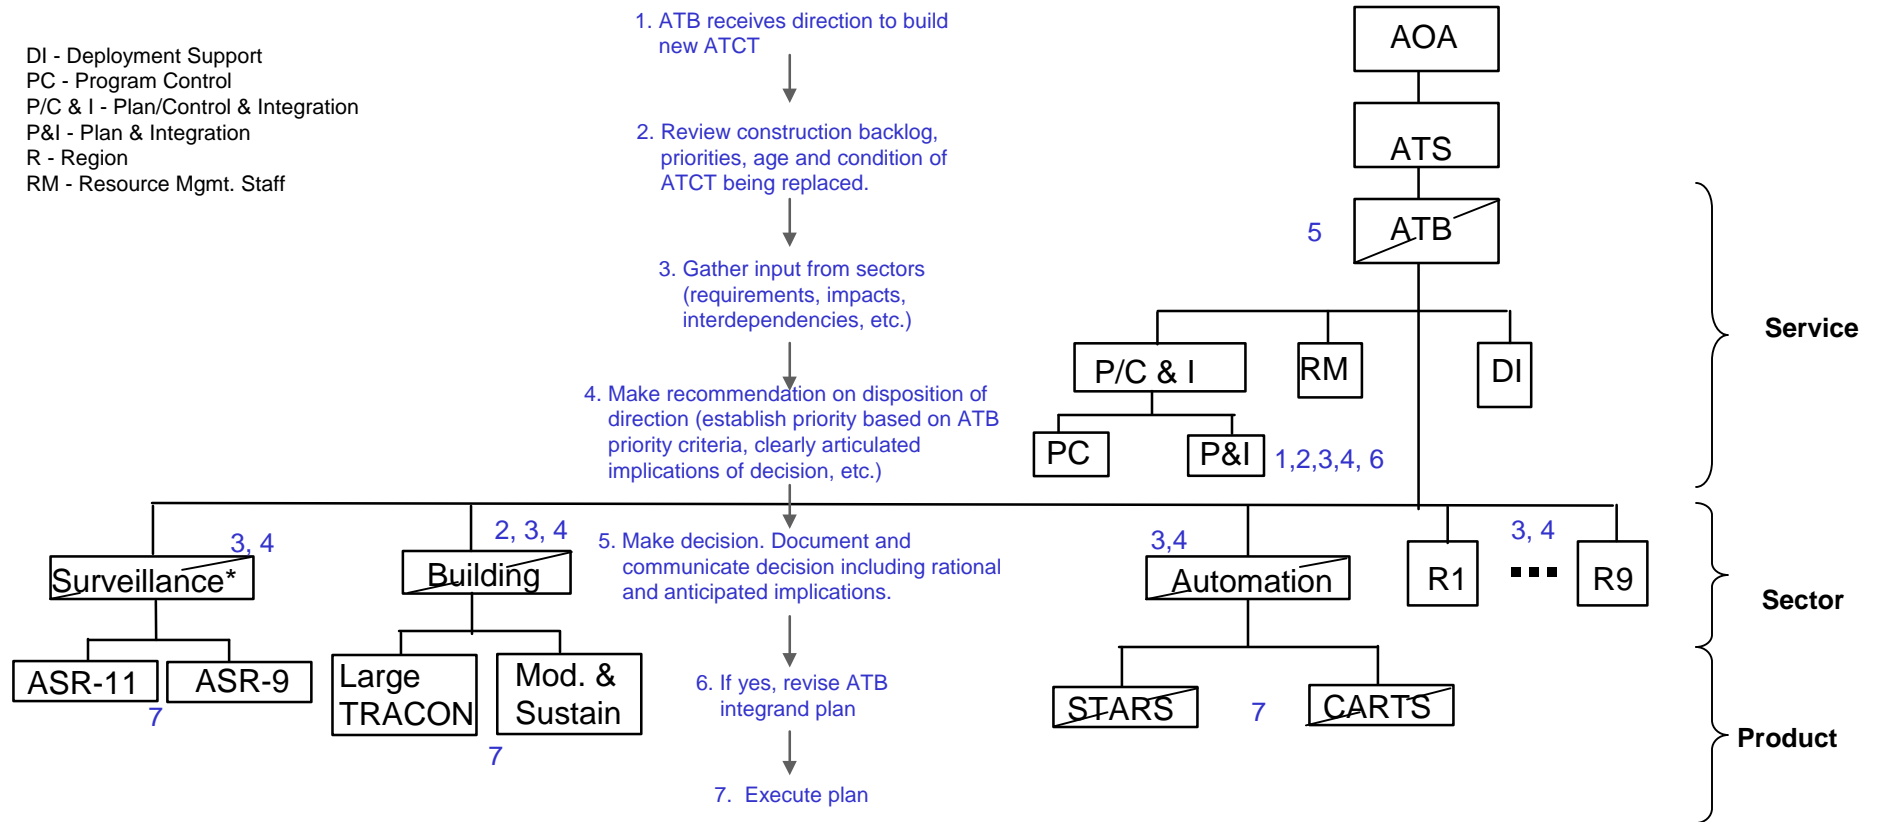 DI - Deployment Support
PC - Program Control
P/C & I - Plan/Control & Integration
P&I - Plan & Integration
R - Region
RM - Resource Mgmt. Staff
1. ATB receives direction to build
new ATCT
2. Review construction backlog,
priorities, age and condition of
ATCT being replaced.
3. Gather input from sectors
(requirements, impacts,
interdependencies, etc.)
4. Make recommendation on disposition of
direction (establish priority based on ATB
priority criteria, clearly articulated
implications of decision, etc.)
5. Make decision. Document and
communicate decision including rational
and anticipated implications.
6. If yes, revise ATB
integrand plan
7. Execute plan
AOA
ATS
5
ATB
P/C & I
RM
DI
PC
P&I
1,2,3,4, 6
Service
3, 4
Surveillance*
2, 3, 4
Building
3,4
Automation
R1
3, 4
R9
Sector
ASR-11
ASR-9
7
Large
TRACON
Mod. &
Sustain
7
STARS
7
CARTS
Product